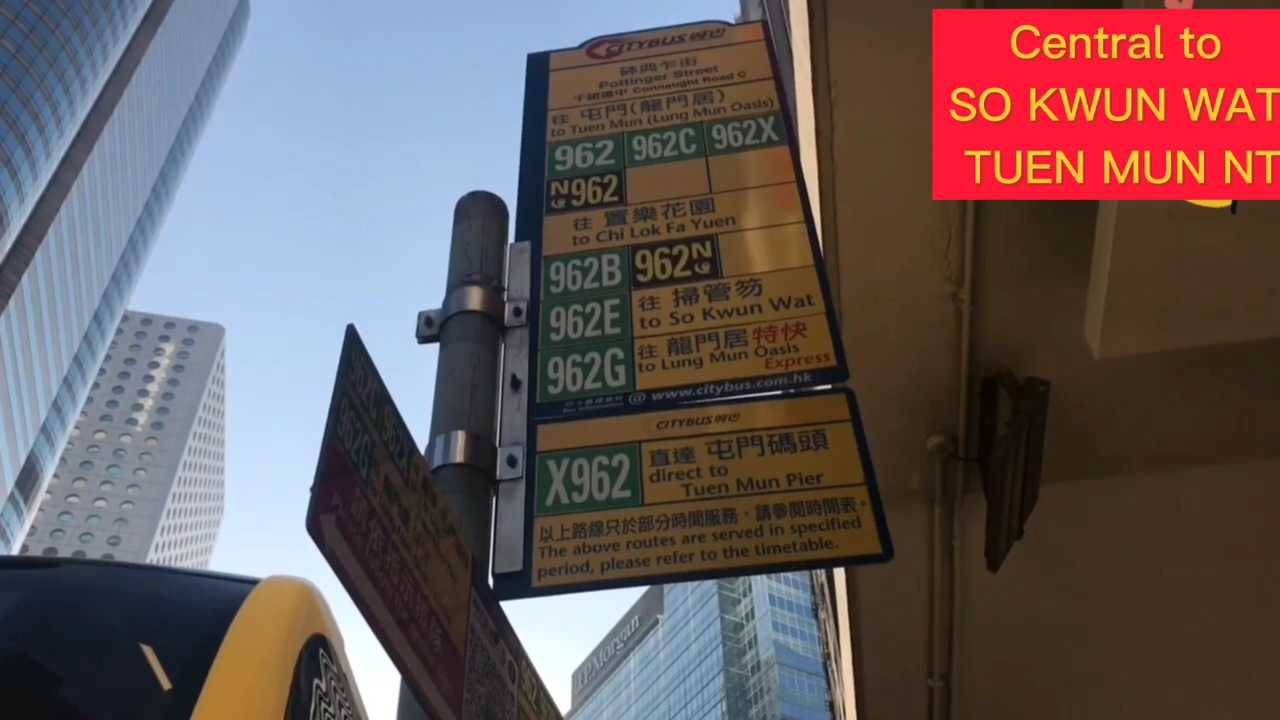 Central to
SO KWUN WAT
TUEN MUN NT
CITYBUS 城巴
砵典乍街
Pottinger Street
干諾道中 Connaught Road C
往 屯門(龍門居)
to Tuen Mun (Lung Mun Oasis)
962 962C 962X
N962
往 置樂花園
to Chi Lok Fa Yuen
962B 962N
962E 往 掃管笏
to So Kwun Wat
962G 往 龍門居特快
to Lung Mun Oasis
Express
@ www.citybus.com.hk
CITYBUS 城巴
X962 直達 屯門碼頭
direct to
Tuen Mun Pier
以上路線只於部分時間服務，請參閱時間表。
The above routes are served in specified
period, please refer to the timetable.
962C 962X
962G
J.P.Morgan